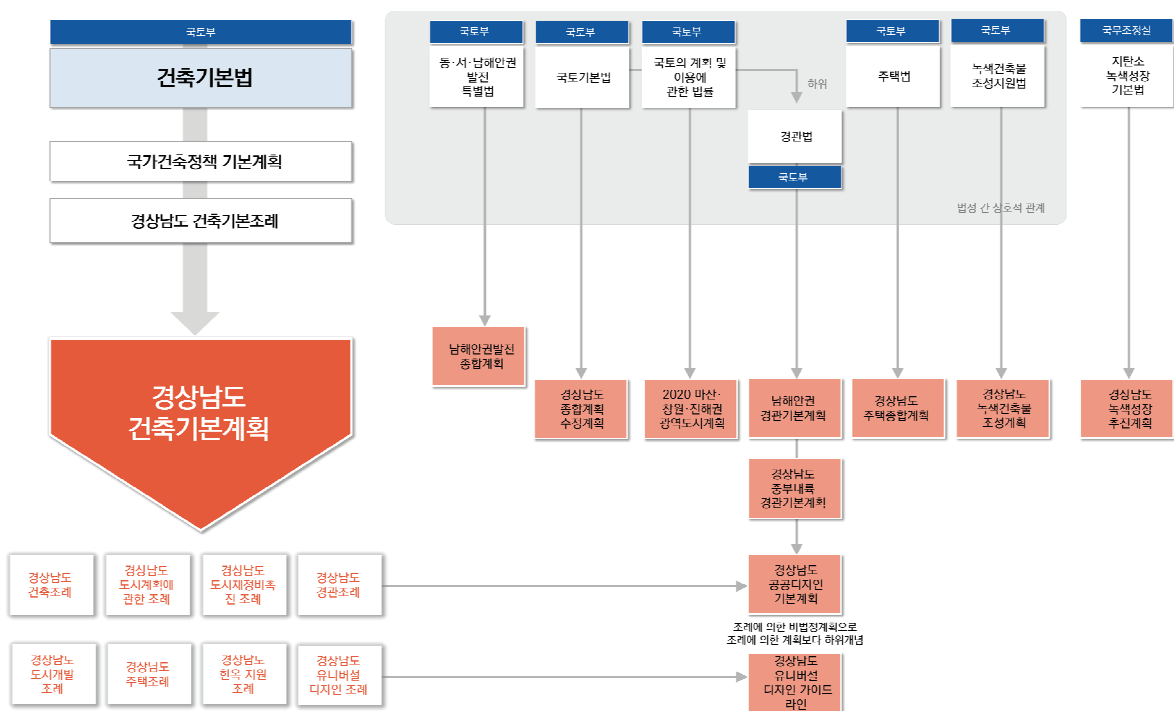 국토부
건축기본법
국가건축정책 기본계획
경상남도 건축기본조례
경상남도
건축기본계획
국토부
동·서·남해안권
발진
특별법
국토부
국토기본법
국토부
국토의 계획 및
이용에
관한 법률
하위
경관법
국도부
국토부
주택법
국토부
녹색건축물
조성지원법
국무조정실
지탄소
녹색성장
기본법
법성 간 상호석 관계
남해안권발진
종합계획
경상남도
종합계획
수정계획
2020 마산·
창원·진해권
광역도시계획
남해안권
경관기본계획
경상남도
주택종합계획
경상남도
녹색건축물
조성계획
경상남도
녹색성장
추진계획
경상남도
중부내륙
경관기본계획
경상남도
건축조례
경상남도
도시계획에
관한 조례
경상남도
도시재정비촉
진 조례
경상남도
경관조례
경상남도
공공디자인
기본계획
조례에 의한 비법정계획으로
조례에 의한 계획보다 하위개념
경상남도
도시개발
조례
경상남도
주택조례
경상남도
한옥 지원
조례
경상남도
유니버설
디자인 조례
경상남도
유니버설
디자인 가이드
라인